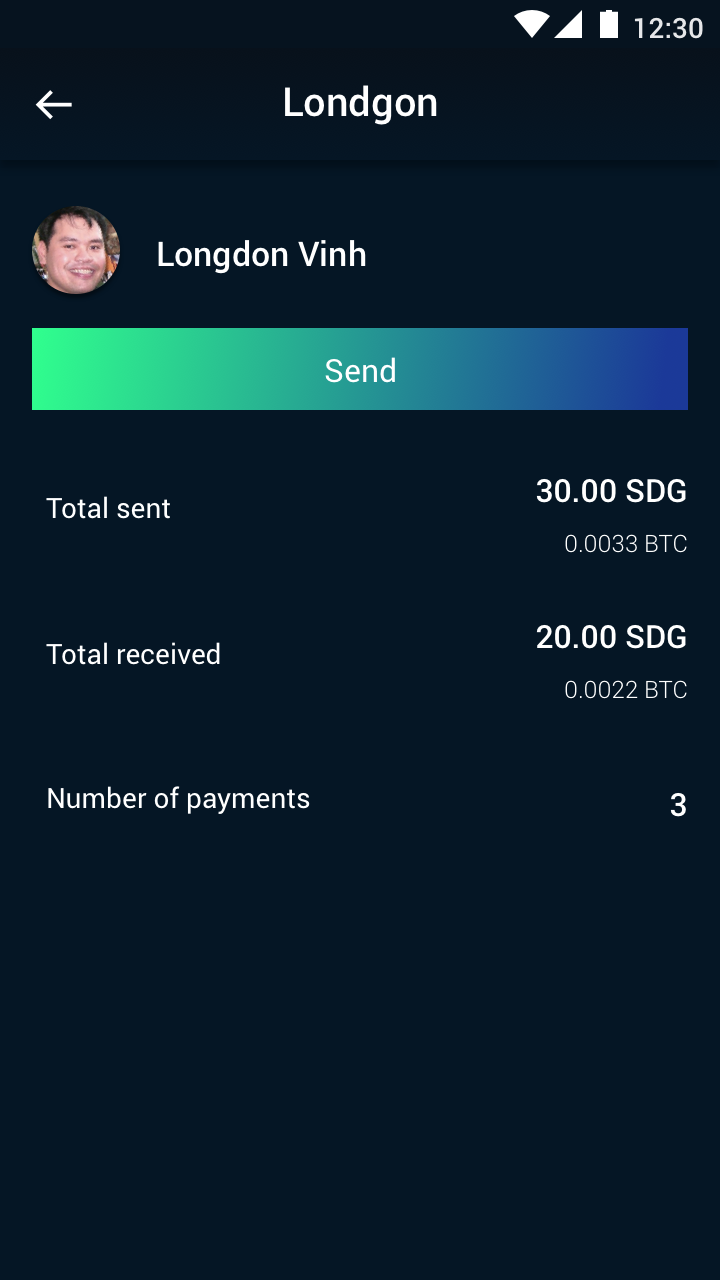 12:30
Londgon
Longdon Vinh
Send
Total sent
30.00 SDG
0.0033 BTC
Total received
20.00 SDG
0.0022 BTC
Number of payments
3